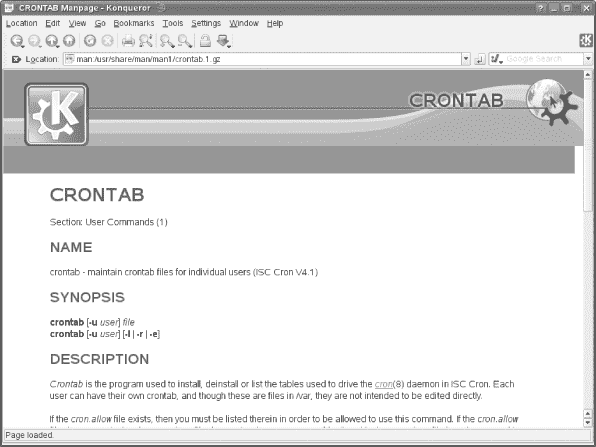 CRONTAB Manpage - Konqueror
Location Edit View Go Bookmarks Tools Settings Window Help
Location: man:/usr/share/man/man1/crontab.1.gz Google Search
CRONTAB
CRONTAB
Section: User Commands (1)
NAME
crontab - maintain crontab files for individual users (ISC Cron V4.1)
SYNOPSIS
crontab [-u user] file
crontab [-u user] [-l | -r | -e]
DESCRIPTION
Crontab is the program used to install, deinstall or list the tables used to drive the cron(8) daemon in ISC Cron. Each
user can have their own crontab, and though these are files in /var, they are not intended to be edited directly.
If the cron.allow file exists, then you must be listed therein in order to be allowed to use this command. If the cron.allow
Page loaded.